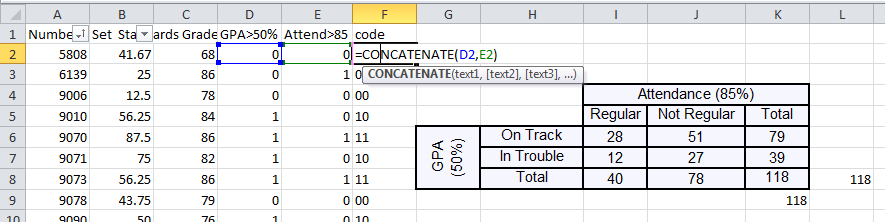 A B C D E F G H I J K L
1 Numbe Set Sta ards Grade GPA>50% Attend>85 code
2 5808 41.67 68 0 0 =CONCATENATE(D2,E2)
CONCATENATE(text1, [text2], [text3], ...)
3 6139 25 86 0 1 0
4 9006 12.5 78 0 0 00 Attendance (85%)
5 9010 56.25 84 1 0 10 Regular Not Regular Total
6 9070 87.5 86 1 1 11 GPA (50%) On Track 28 51 79
7 9071 75 82 1 0 10 In Trouble 12 27 39
8 9073 56.25 86 1 1 11 Total 40 78 118 118
9 9078 43.75 79 0 0 00 118
10 9090 50 76 1 0 10